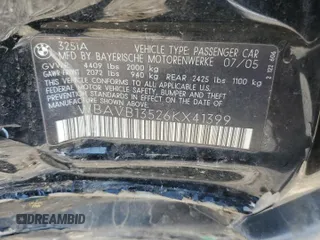 325iA VEHICLE TYPE: PASSENGER CAR
MFD BY BAYERISCHE MOTORENWERKE 07/05
GVWR 4409 lbs 2000 kg
GAWF: 2072 lbs 940 kg REAR 2425 lbs 1100 kg
THIS VEHICLE CONFORMS TO ALL APPLICABLE
FEDERAL MOTOR VEHICLE SAFETY, BUMPER, AND
THEFT PREVENTION STANDARDS IN EFFECT ON THE
DATE OF MANUFACTURE SHOWN ABOVE.
WBAVB13526KX41399
DREAMBID